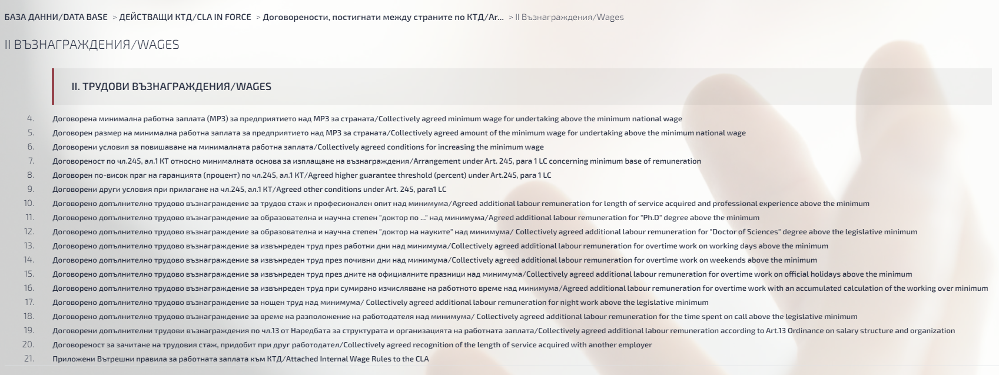 БАЗА ДАННИ/DATA BASE > ДЕЙСТВАЩИ КТД/CLA IN FORCE > Договорености, постигнати между страните по КТД/Ar... > II Възнаграждения/Wages
II ВЪЗНАГРАЖДЕНИЯ/WAGES
II. ТРУДОВИ ВЪЗНАГРАЖДЕНИЯ/WAGES
4. Договорена минимална работна заплата (МРЗ) за предприятието над МРЗ за страната/Collectively agreed minimum wage for undertaking above the minimum national wage
5. Договорен размер на минимална работна заплата за предприятието над МРЗ за страната/Collectively agreed amount of the minimum wage for undertaking above the minimum national wage
6. Договорени условия за повишаване на минималната работна заплата/Collectively agreed conditions for increasing the minimum wage
7. Договореност по чл.245, ал.1 КТ относно минималната основа за изплащане на възнаграждения/Arrangement under Art. 245, para 1 LC concerning minimum base of remuneration
8. Договорен по-висок праг на гаранцията (процент) по чл.245, ал.1 КТ/Agreed higher guarantee threshold (percent) under Art.245, para 1 LC
9. Договорени други условия при прилагане на чл.245, ал.1 КТ/Agreed other conditions under Art. 245, para1 LC
10. Договорено допълнително трудово възнаграждение за трудов стаж и професионален опит над минимума/Agreed additional labour remuneration for length of service acquired and professional experience above the minimum
11. Договорено допълнително трудово възнаграждение за образователна и научна степен "доктор по ..." над минимума/Agreed additional labour remuneration for "Ph.D" degree above the minimum
12. Договорено допълнително трудово възнаграждение за образователна и научна степен "доктор на науките" над минимума/ Collectively agreed additional labour remuneration for "Doctor of Sciences" degree above the legislative minimum
13. Договорено допълнително трудово възнаграждение за извънреден труд през работни дни над минимума/Collectively agreed additional labour remuneration for overtime work on working days above the minimum
14. Договорено допълнително трудово възнаграждение за извънреден труд през почивни дни над минимума/Collectively agreed additional labour remuneration for overtime work on weekends above the minimum
15. Договорено допълнително трудово възнаграждение за извънреден труд през дните на официалните празници над минимума/Collectively agreed additional labour remuneration for overtime work on official holidays above the minimum
16. Договорено допълнително трудово възнаграждение за извънреден труд при сумирано изчисляване на работното време над минимума/Agreed additional labour remuneration for overtime work with an accumulated calculation of the working over minimum
17. Договорено допълнително трудово възнаграждение за нощен труд над минимума/ Collectively agreed additional labour remuneration for night work above the legislative minimum
18. Договорено допълнително трудово възнаграждение за време на разположение на работодателя над минимума/ Collectively agreed additional labour remuneration for the time spent on call above the legislative minimum
19. Договорени допълнителни други възнаграждения по чл.13 от Наредбата за структурата и организацията на работната заплата/Collectively agreed additional labour remuneration according to Art.13 Ordinance on salary structure and organization
20. Договореност за зачитане на трудовия стаж, придобит при друг работодател/Collectively agreed recognition of the length of service acquired with another employer
21. Приложени Вътрешни правила за работната заплата към КТД/Attached Internal Wage Rules to the CLA